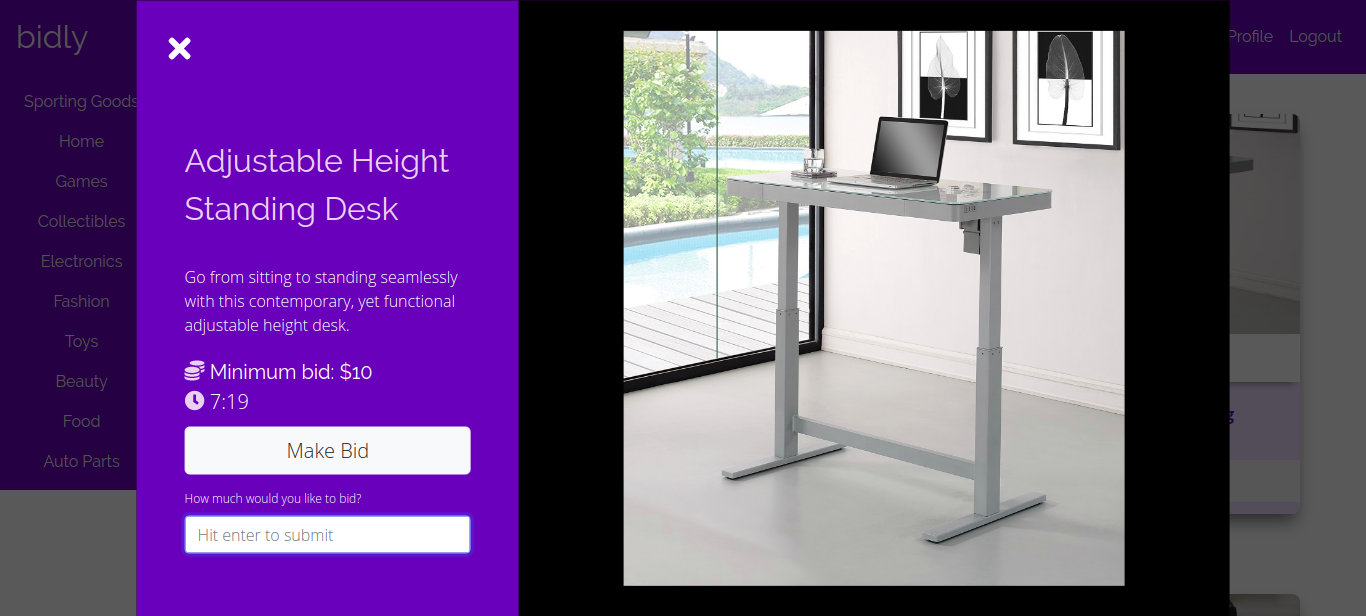 bidly
Profile Logout
Sporting Goods
Home
Games
Collectibles
Electronics
Fashion
Toys
Beauty
Food
Auto Parts
Adjustable Height
Standing Desk
Go from sitting to standing seamlessly
with this contemporary, yet functional
adjustable height desk.
Minimum bid: $10
7:19
Make Bid
How much would you like to bid?
Hit enter to submit